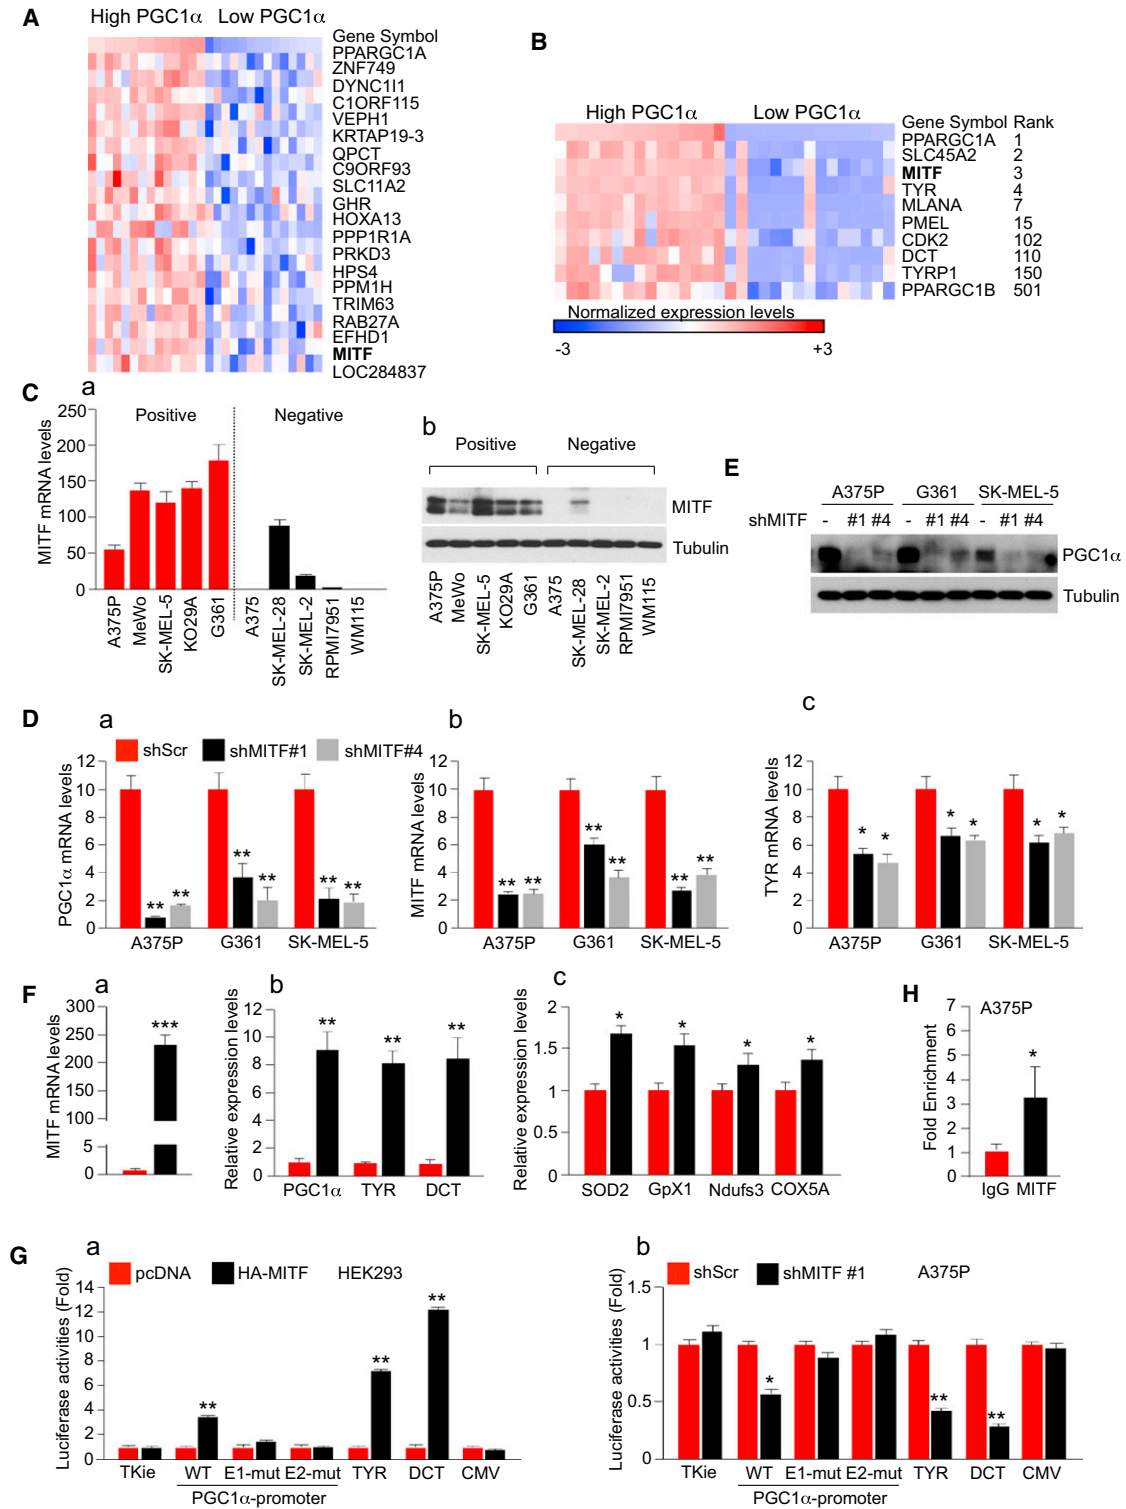 A
High PGC1α Low PGC1α
Gene Symbol
PPARGC1A
ZNF749
DYNC1I1
C1ORF115
VEPH1
KRTAP19-3
QPCT
C9ORF93
SLC11A2
GHR
HOXA13
PPP1R1A
PRKD3
HPS4
PPM1H
TRIM63
RAB27A
EFHD1
MITF
LOC284837
B
High PGC1α Low PGC1α
Gene Symbol Rank
PPARGC1A 1
SLC45A2 2
MITF 3
TYR 4
MLANA 7
PMEL 15
CDK2 102
DCT 110
TYRP1 150
PPARGC1B 501
Normalized expression levels
-3 +3
C
a
Positive Negative
MITF mRNA levels
250
200
150
100
50
0
A375P
MeWo
SK-MEL-5
KO29A
G361
A375
SK-MEL-28
SK-MEL-2
RPMI7951
WM115
b
Positive Negative
MITF
Tubulin
A375P
MeWo
SK-MEL-5
KO29A
G361
A375
SK-MEL-28
SK-MEL-2
RPMI7951
WM115
E
A375P G361 SK-MEL-5
shMITF - #1 #4 - #1 #4 - #1 #4
PGC1α
Tubulin
D
a
shScr shMITF#1 shMITF#4
PGC1α mRNA levels
12
10
8
6
4
2
0
** ** ** ** ** **
A375P G361 SK-MEL-5
b
MITF mRNA levels
12
10
8
6
4
2
0
** ** ** ** ** **
A375P G361 SK-MEL-5
c
TYR mRNA levels
12
10
8
6
4
2
0
* * * * * *
A375P G361 SK-MEL-5
F
a
MITF mRNA levels
300
250
200
150
100
5
0
***
b
Relative expression levels
12
10
8
6
4
2
0
** ** **
PGC1α TYR DCT
c
Relative expression levels
2
1.5
1
0.5
0
* * * *
SOD2 GpX1 Ndufs3 COX5A
H
A375P
Fold Enrichment
7
6
5
4
3
2
1
0
*
IgG MITF
G
a
pcDNA HA-MITF HEK293
Luciferase activities (Fold)
14
12
10
8
6
4
2
0
** ** **
TKie WT E1-mut E2-mut TYR DCT CMV
PGC1α-promoter
b
shScr shMITF #1 A375P
Luciferase activities (Fold)
1.5
1
0.5
0
* ** **
TKie WT E1-mut E2-mut TYR DCT CMV
PGC1α-promoter